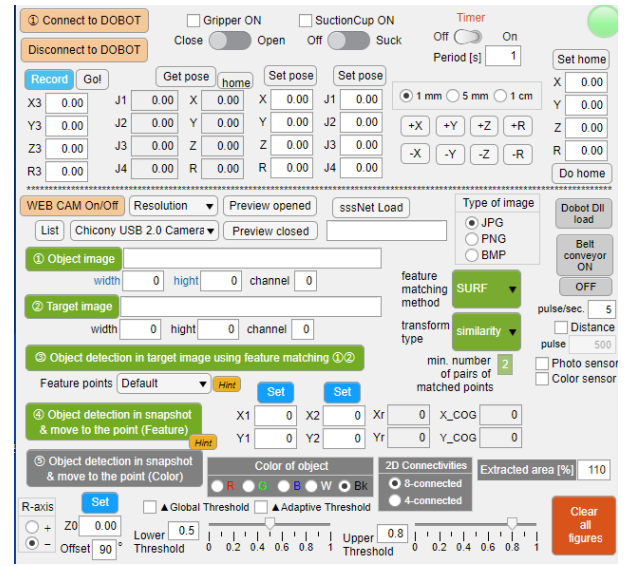 ① Connect to DOBOT
Gripper ON
SuctionCup ON
Timer
Close Open
Off Suck
Off On
Disconnect to DOBOT
Period [s] 1
Set home
Record Go!
Get pose home Set pose Set pose
X 0.00
X3 0.00 J1 0.00 X 0.00 X 0.00 J1 0.00
1 mm 5 mm 1 cm
Y 0.00
Y3 0.00 J2 0.00 Y 0.00 Y 0.00 J2 0.00
+X +Y +Z +R
Z 0.00
Z3 0.00 J3 0.00 Z 0.00 Z 0.00 J3 0.00
-X -Y -Z -R
R 0.00
R3 0.00 J4 0.00 R 0.00 R 0.00 J4 0.00
Do home
WEB CAM On/Off Resolution Preview opened sssNet Load
Type of image
JPG
PNG
BMP
Dobot Dll load
List Chicony USB 2.0 Camera Preview closed
Belt conveyor ON
OFF
① Object image
width 0 hight 0 channel 0
feature matching method SURF
pulse/sec. 5
② Target image
width 0 hight 0 channel 0
transform type similarity
Distance
pulse 500
③ Object detection in target image using feature matching ①②
min. number of pairs of matched points 2
Photo sensor
Color sensor
Feature points Default Hint
Set Set
④ Object detection in snapshot & move to the point (Feature) Hint
X1 0 X2 0 Xr 0 X_COG 0
Y1 0 Y2 0 Yr 0 Y_COG 0
⑤ Object detection in snapshot & move to the point (Color)
Color of object
R G B W Bk
2D Connectivities
8-connected
4-connected
Extracted area [%] 110
R-axis
+
−
Set
Z0 0.00
Offset 90 °
▲Global Threshold ▲Adaptive Threshold
Lower Threshold 0.5
0 0.2 0.4 0.6 0.8 1
Upper Threshold 0.8
0 0.2 0.4 0.6 0.8 1
Clear all figures